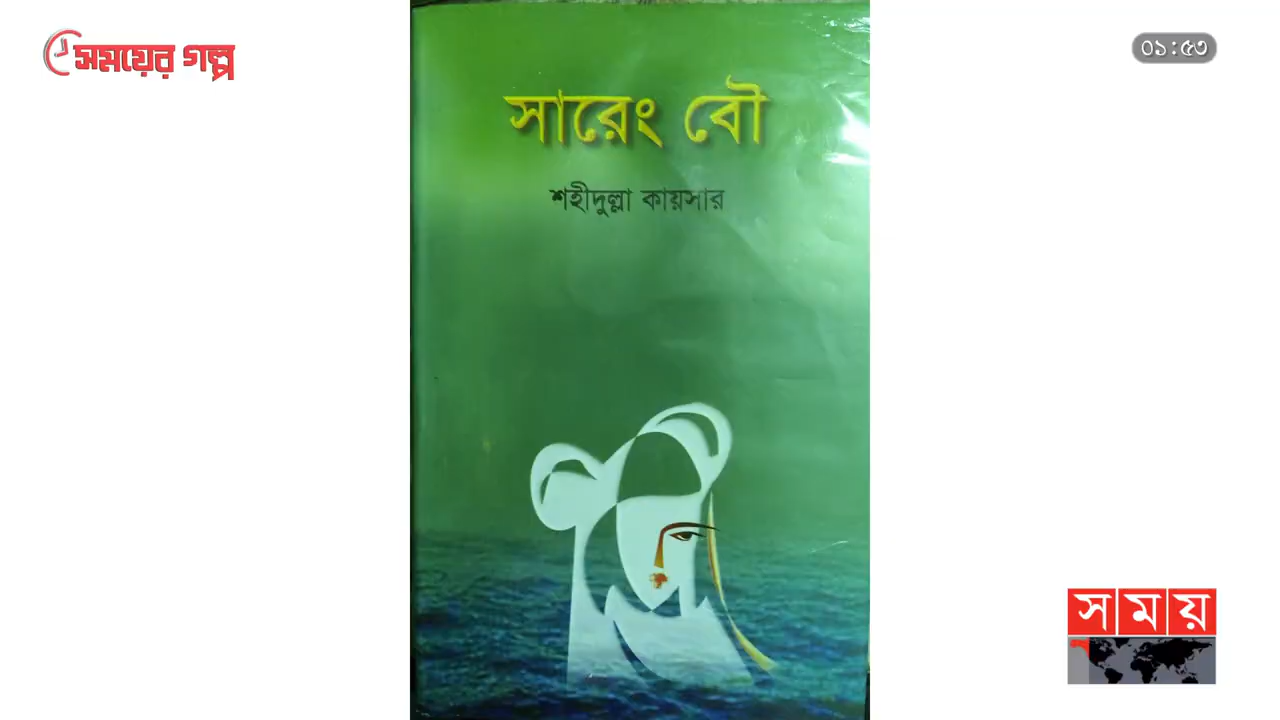 সময়ের গল্প
০১:৫৩
সারেং বৌ
শহীদুল্লা কায়সার
সময়